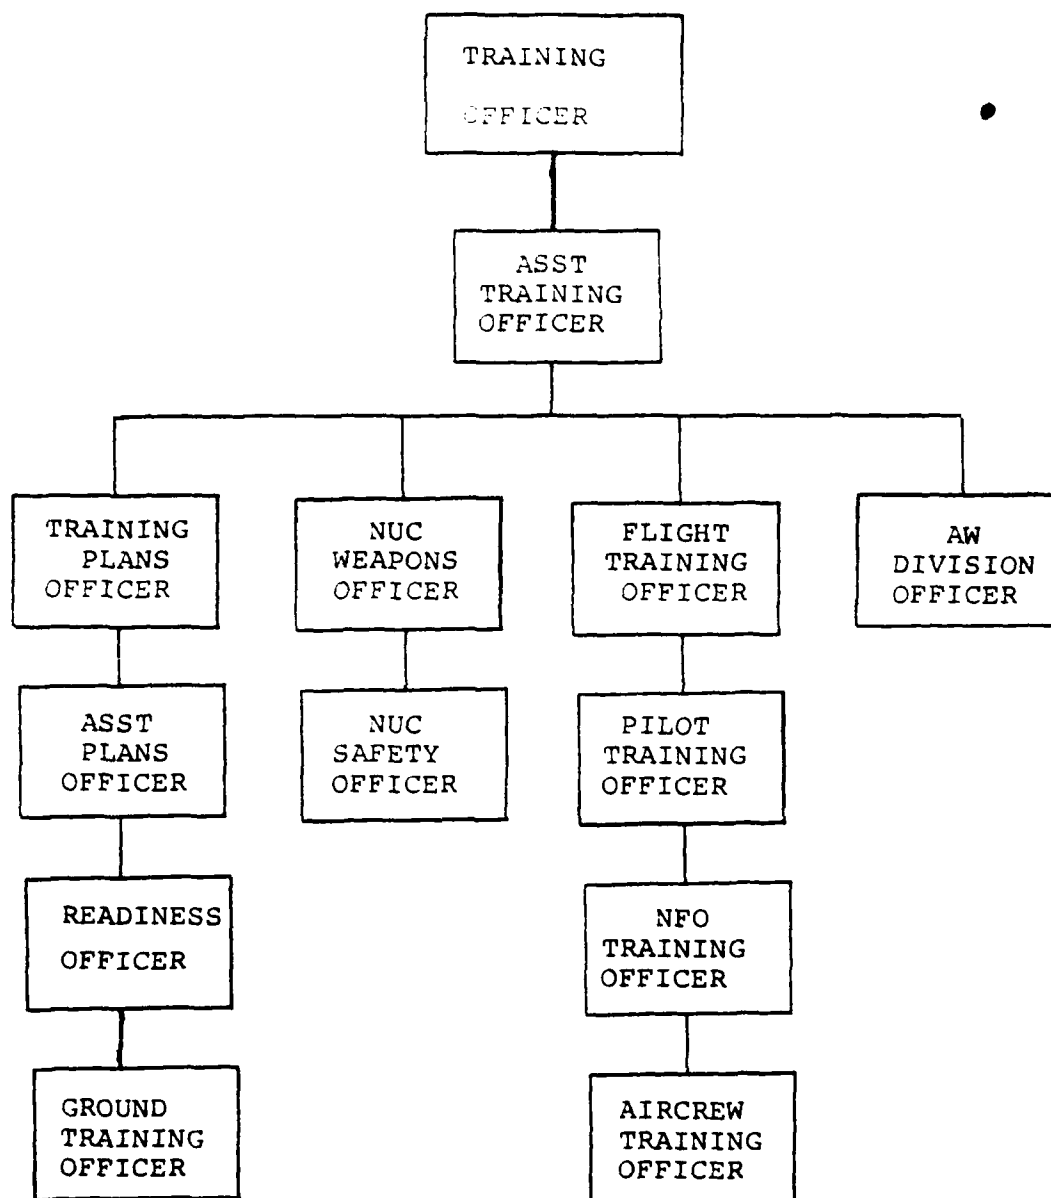 TRAINING
OFFICER
ASST
TRAINING
OFFICER
TRAINING
PLANS
OFFICER
NUC
WEAPONS
OFFICER
FLIGHT
TRAINING
OFFICER
AW
DIVISION
OFFICER
ASST
PLANS
OFFICER
NUC
SAFETY
OFFICER
PILOT
TRAINING
OFFICER
READINESS
OFFICER
NFO
TRAINING
OFFICER
GROUND
TRAINING
OFFICER
AIRCREW
TRAINING
OFFICER